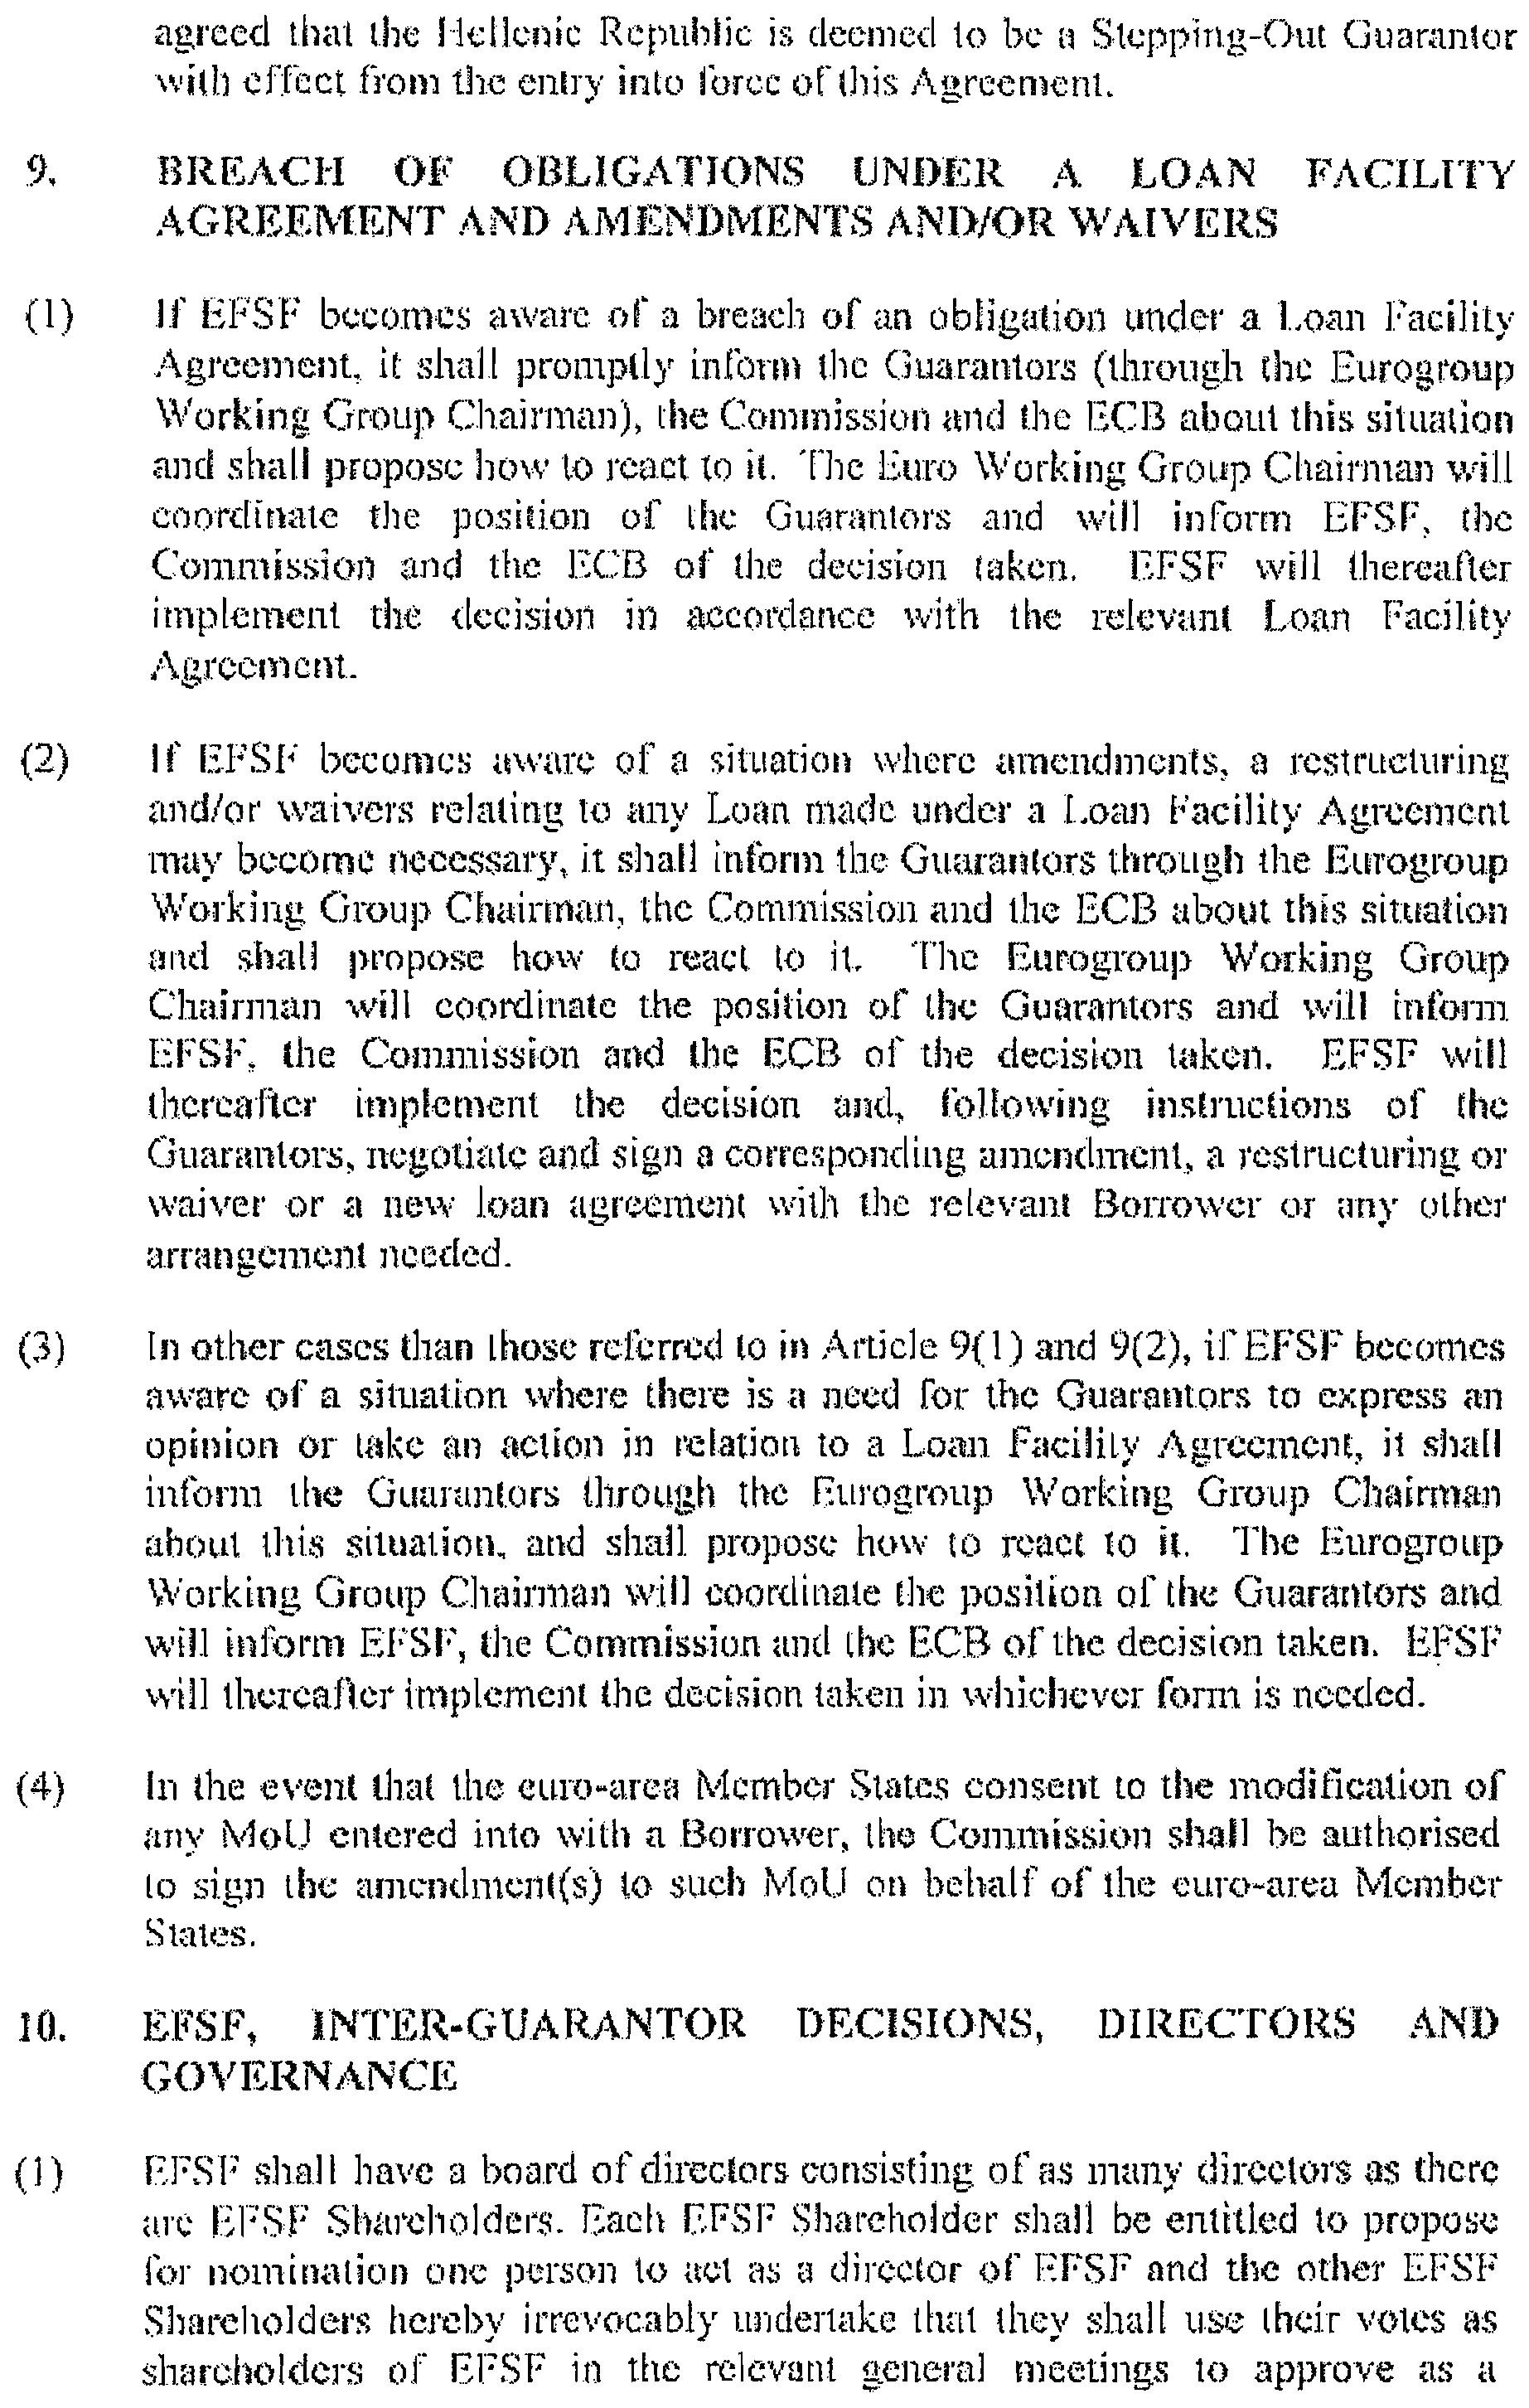 agreed that the Hellenic Republic is deemed to be a Stepping-Out Guarantor
with effect from the entry into force of this Agreement.
9. BREACH OF OBLIGATIONS UNDER A LOAN FACILITY
AGREEMENT AND AMENDMENTS AND/OR WAIVERS
(1) If EFSF becomes aware of a breach of an obligation under a Loan Facility
Agreement, it shall promptly inform the Guarantors (through the Eurogroup
Working Group Chairman), the Commission and the ECB about this situation
and shall propose how to react to it. The Euro Working Group Chairman will
coordinate the position of the Guarantors and will inform EFSF, the
Commission and the ECB of the decision taken. EFSF will thereafter
implement the decision in accordance with the relevant Loan Facility
Agreement.
(2) If EFSF becomes aware of a situation where amendments, a restructuring
and/or waivers relating to any Loan made under a Loan Facility Agreement
may become necessary, it shall inform the Guarantors through the Eurogroup
Working Group Chairman, the Commission and the ECB about this situation
and shall propose how to react to it. The Eurogroup Working Group
Chairman will coordinate the position of the Guarantors and will inform
EFSF, the Commission and the ECB of the decision taken. EFSF will
thereafter implement the decision and, following instructions of the
Guarantors, negotiate and sign a corresponding amendment, a restructuring or
waiver or a new loan agreement with the relevant Borrower or any other
arrangement needed.
(3) In other cases than those referred to in Article 9(1) and 9(2), if EFSF becomes
aware of a situation where there is a need for the Guarantors to express an
opinion or take an action in relation to a Loan Facility Agreement, it shall
inform the Guarantors through the Eurogroup Working Group Chairman
about this situation, and shall propose how to react to it. The Eurogroup
Working Group Chairman will coordinate the position of the Guarantors and
will inform EFSF, the Commission and the ECB of the decision taken. EFSF
will thereafter implement the decision taken in whichever form is needed.
(4) In the event that the euro-area Member States consent to the modification of
any MoU entered into with a Borrower, the Commission shall be authorised
to sign the amendment(s) to such MoU on behalf of the euro-area Member
States.
10. EFSF, INTER-GUARANTOR DECISIONS, DIRECTORS AND
GOVERNANCE
(1) EFSF shall have a board of directors consisting of as many directors as there
are EFSF Shareholders. Each EFSF Shareholder shall be entitled to propose
for nomination one person to act as a director of EFSF and the other EFSF
Shareholders hereby irrevocably undertake that they shall use their votes as
shareholders of EFSF in the relevant general meetings to approve as a